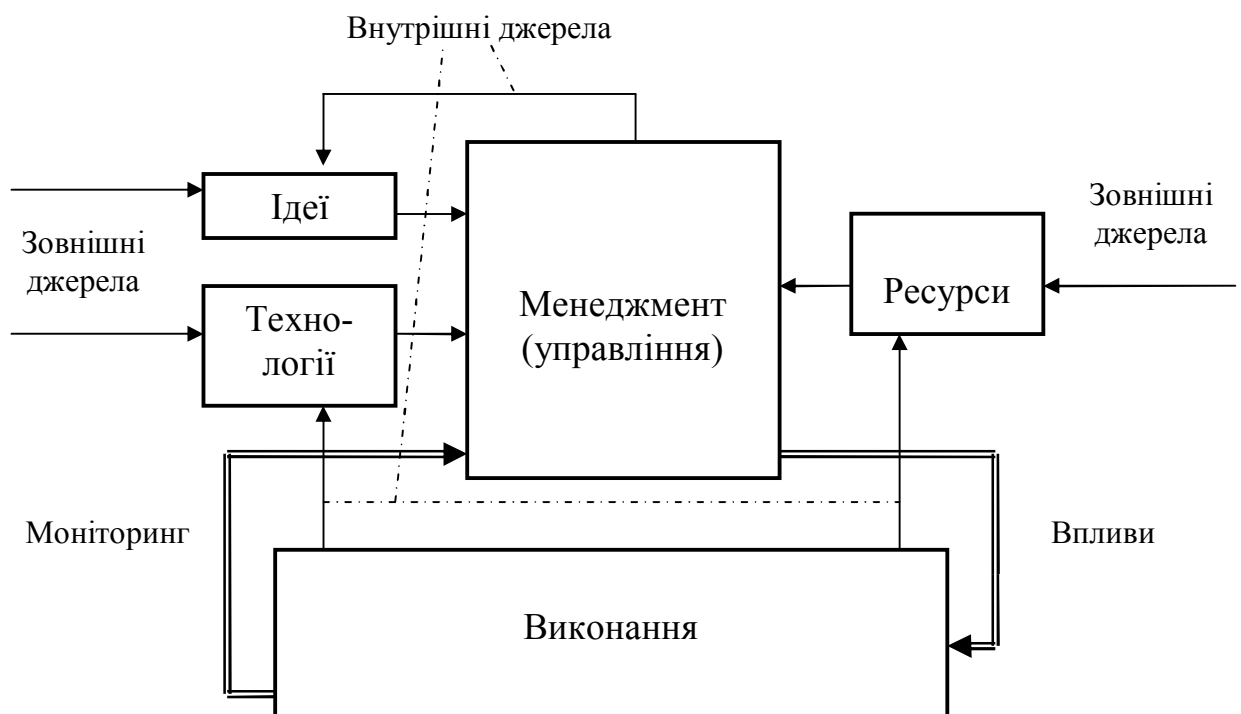 Внутрішні джерела
Ідеї
Зовнішні
джерела
Техно-
логії
Менеджмент
(управління)
Ресурси
Зовнішні
джерела
Моніторинг
Впливи
Виконання